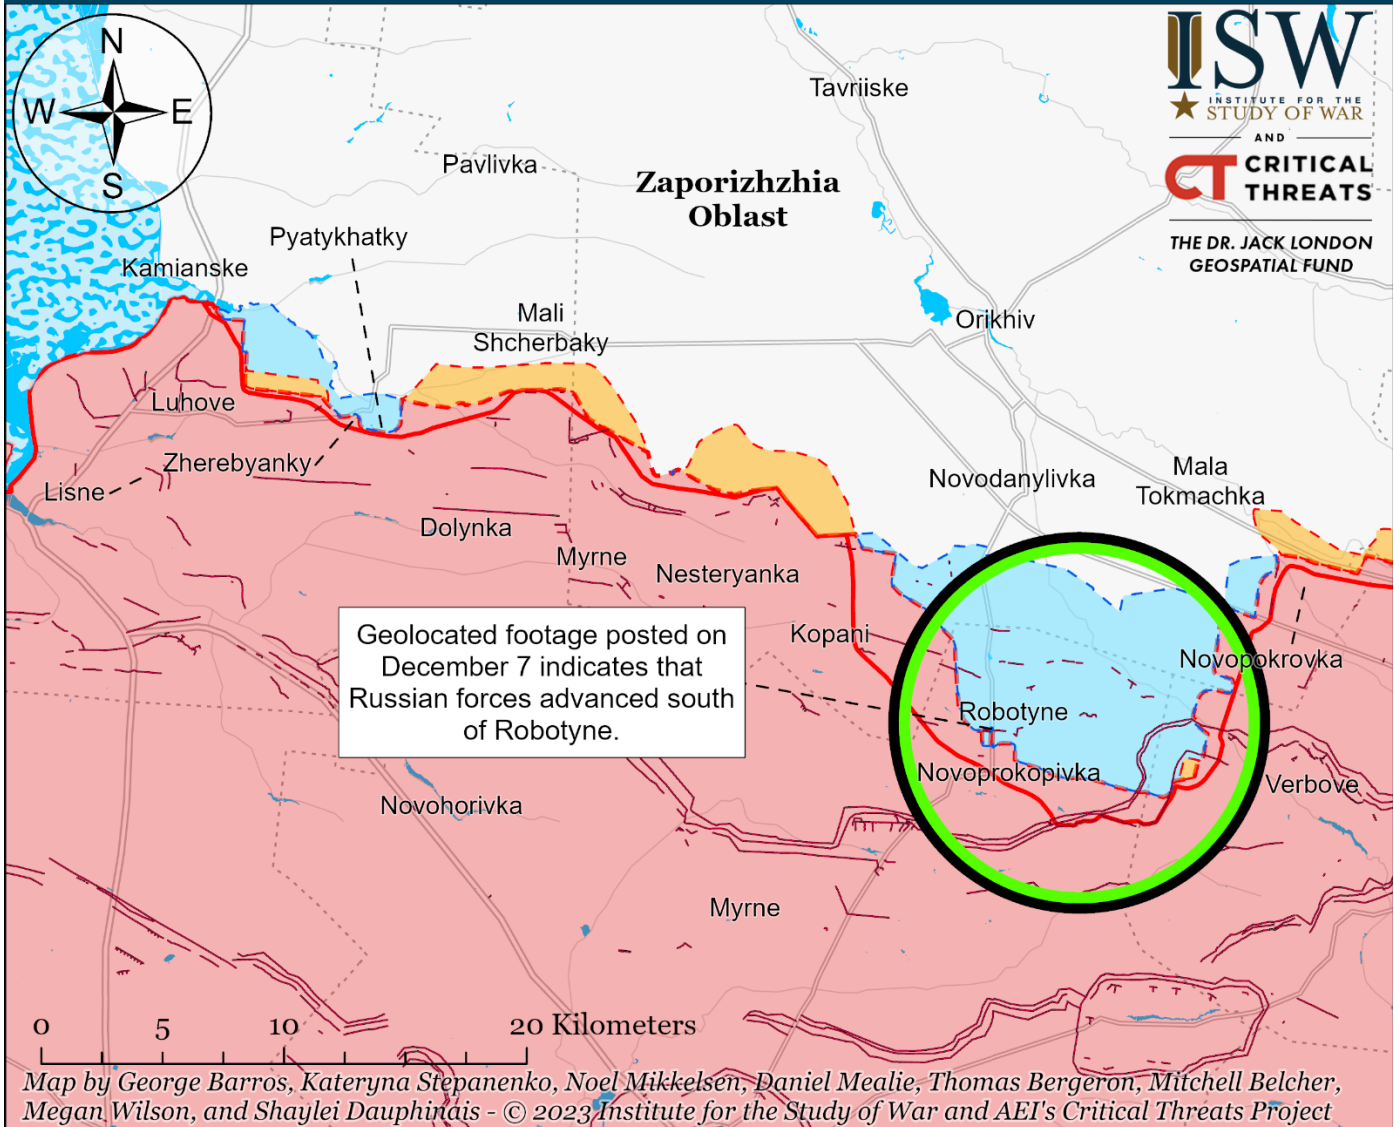 N
W
E
S
ISW
INSTITUTE FOR THE
STUDY OF WAR
AND
CT CRITICAL
THREATS
THE DR. JACK LONDON
GEOSPATIAL FUND
Tavriiske
Pavlivka
Zaporizhzhia
Oblast
Pyatykhatky
Kamianske
Mali
Shcherbaky
Orikhiv
Luhove
Zherebyanky
Lisne
Dolynka
Novodanylivka
Mala
Tokmachka
Myrne
Nesteryanka
Kopani
Novopokrovka
Geolocated footage posted on
December 7 indicates that
Russian forces advanced south
of Robotyne.
Robotyne
Novoprokopivka
Verbove
Novohorivka
Myrne
0 5 10 20 Kilometers
Map by George Barros, Kateryna Stepanenko, Noel Mikkelsen, Daniel Mealie, Thomas Bergeron, Mitchell Belcher,
Megan Wilson, and Shaylei Dauphinais - © 2023 Institute for the Study of War and AEI's Critical Threats Project